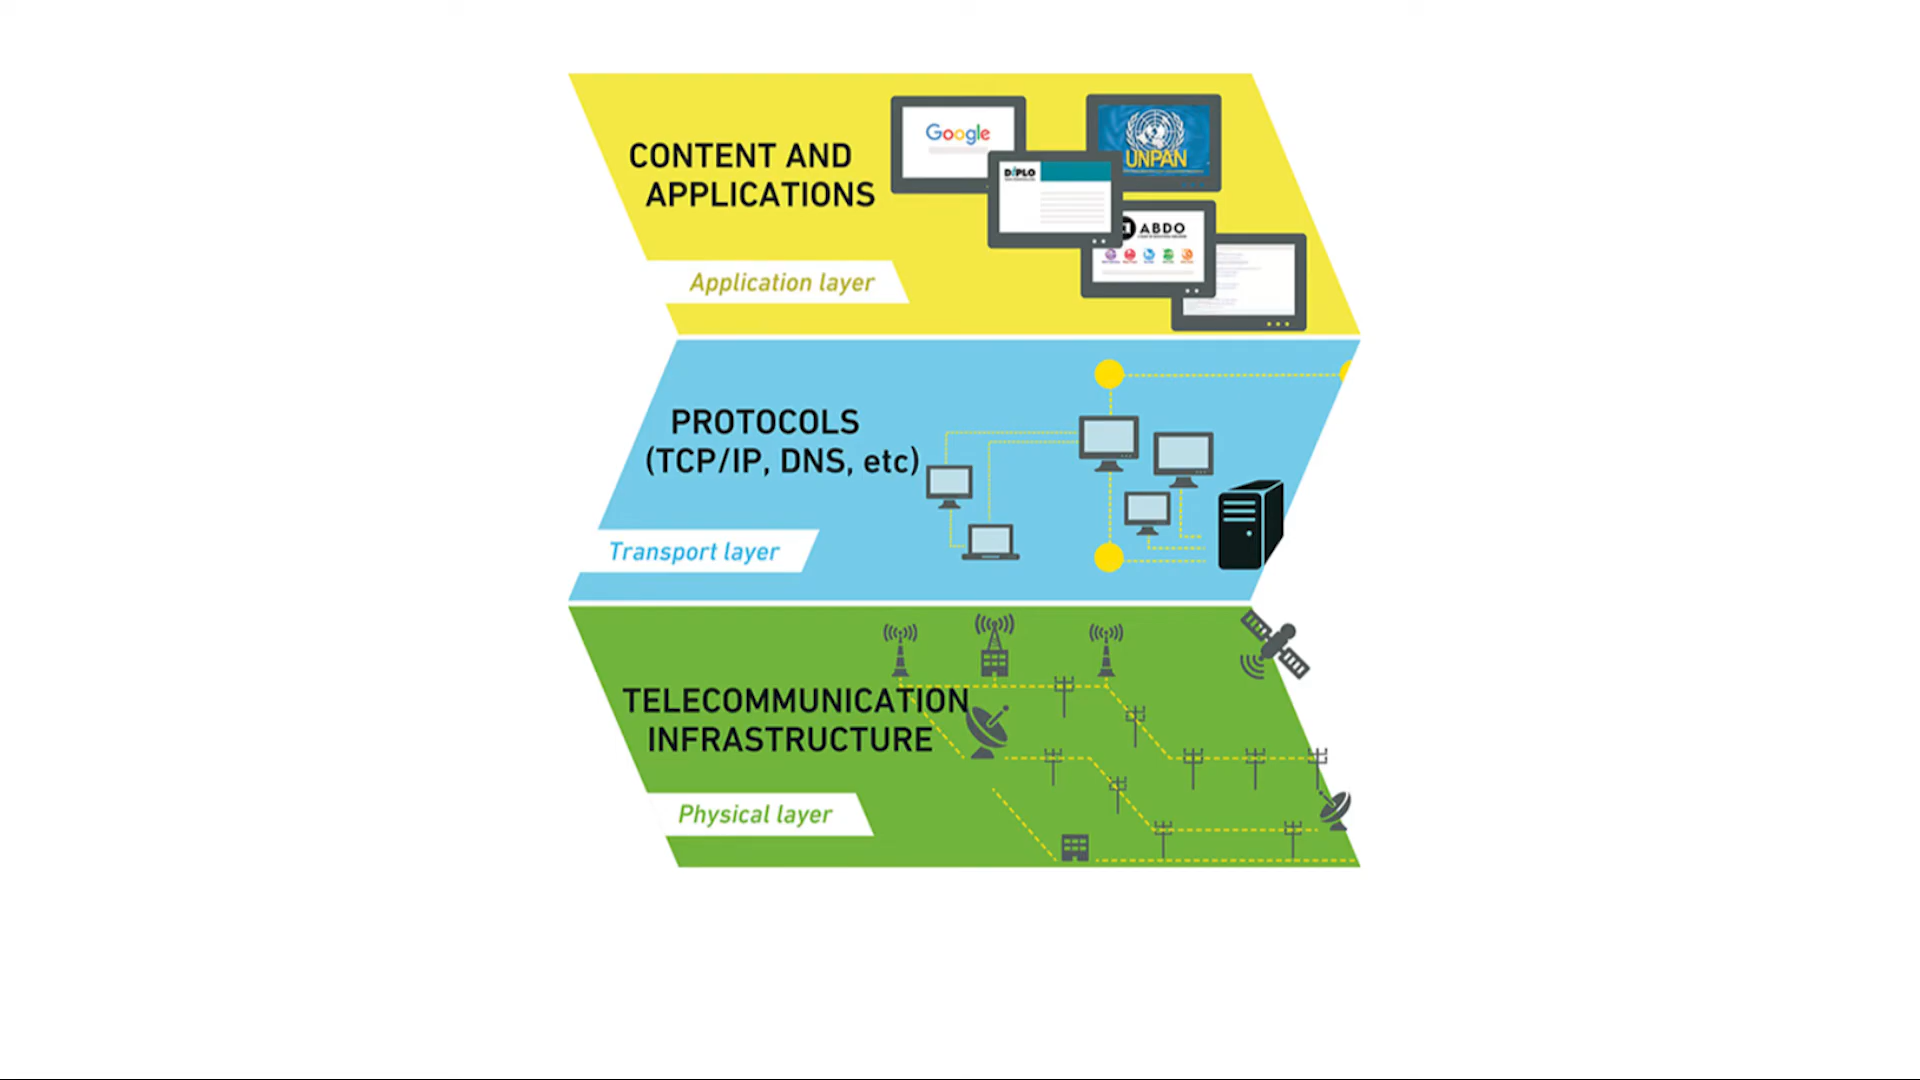 CONTENT AND
APPLICATIONS
Google
UNPAN
DiPLO
ABDO
Application layer
PROTOCOLS
(TCP/IP, DNS, etc)
Transport layer
TELECOMMUNICATION
INFRASTRUCTURE
Physical layer